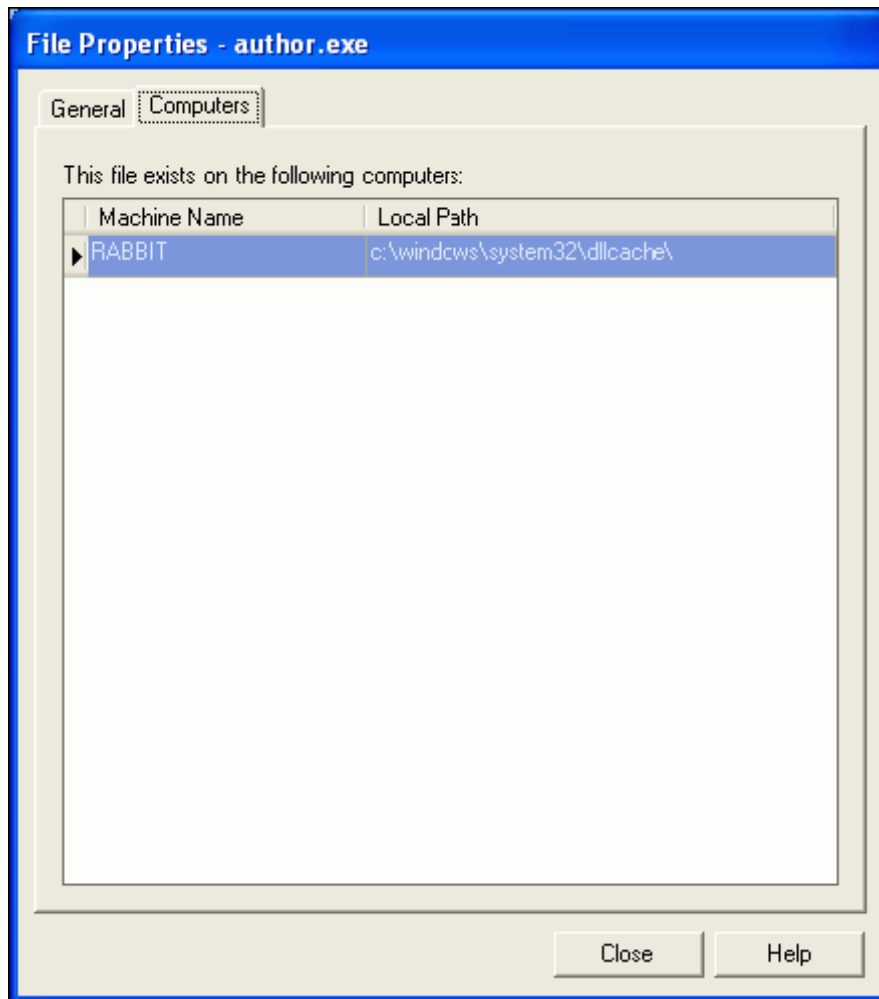 File Properties - author.exe
General Computers
This file exists on the following computers:
Machine Name Local Path
RABBIT c:\windows\system32\dllcache\
Close Help